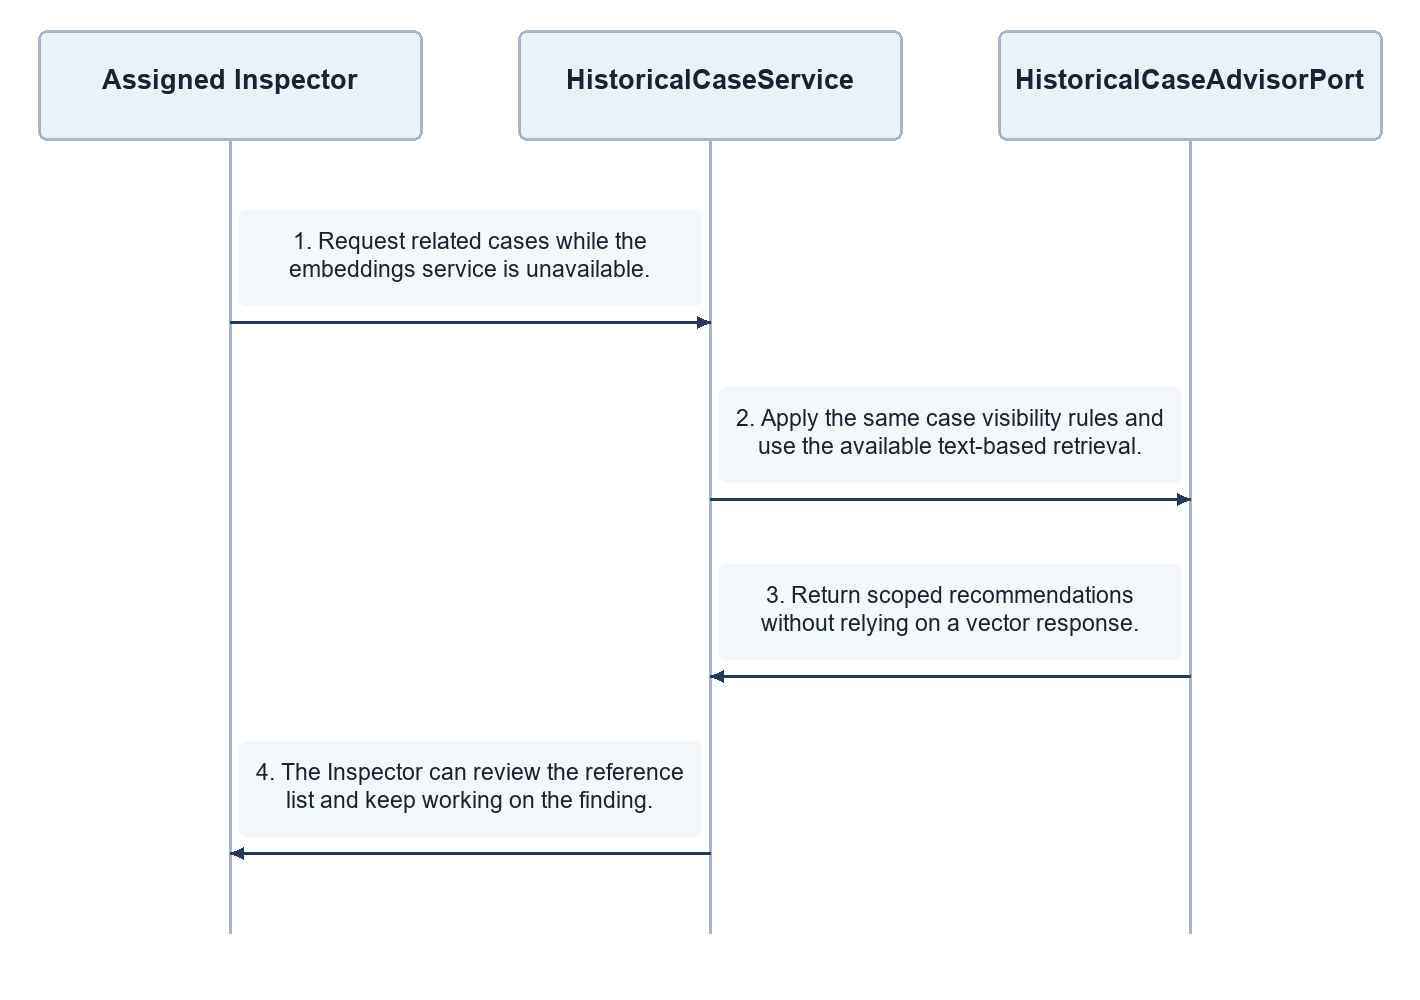 Assigned Inspector
HistoricalCaseService
HistoricalCaseAdvisorPort
1. Request related cases while the
embeddings service is unavailable.
2. Apply the same case visibility rules and
use the available text-based retrieval.
3. Return scoped recommendations
without relying on a vector response.
4. The Inspector can review the reference
list and keep working on the finding.